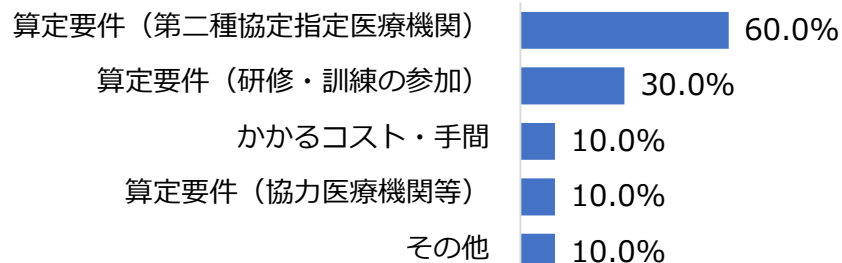 算定要件（第二種協定指定医療機関） 60.0%
算定要件（研修・訓練の参加） 30.0%
かかるコスト・手間 10.0%
算定要件（協力医療機関等） 10.0%
その他 10.0%